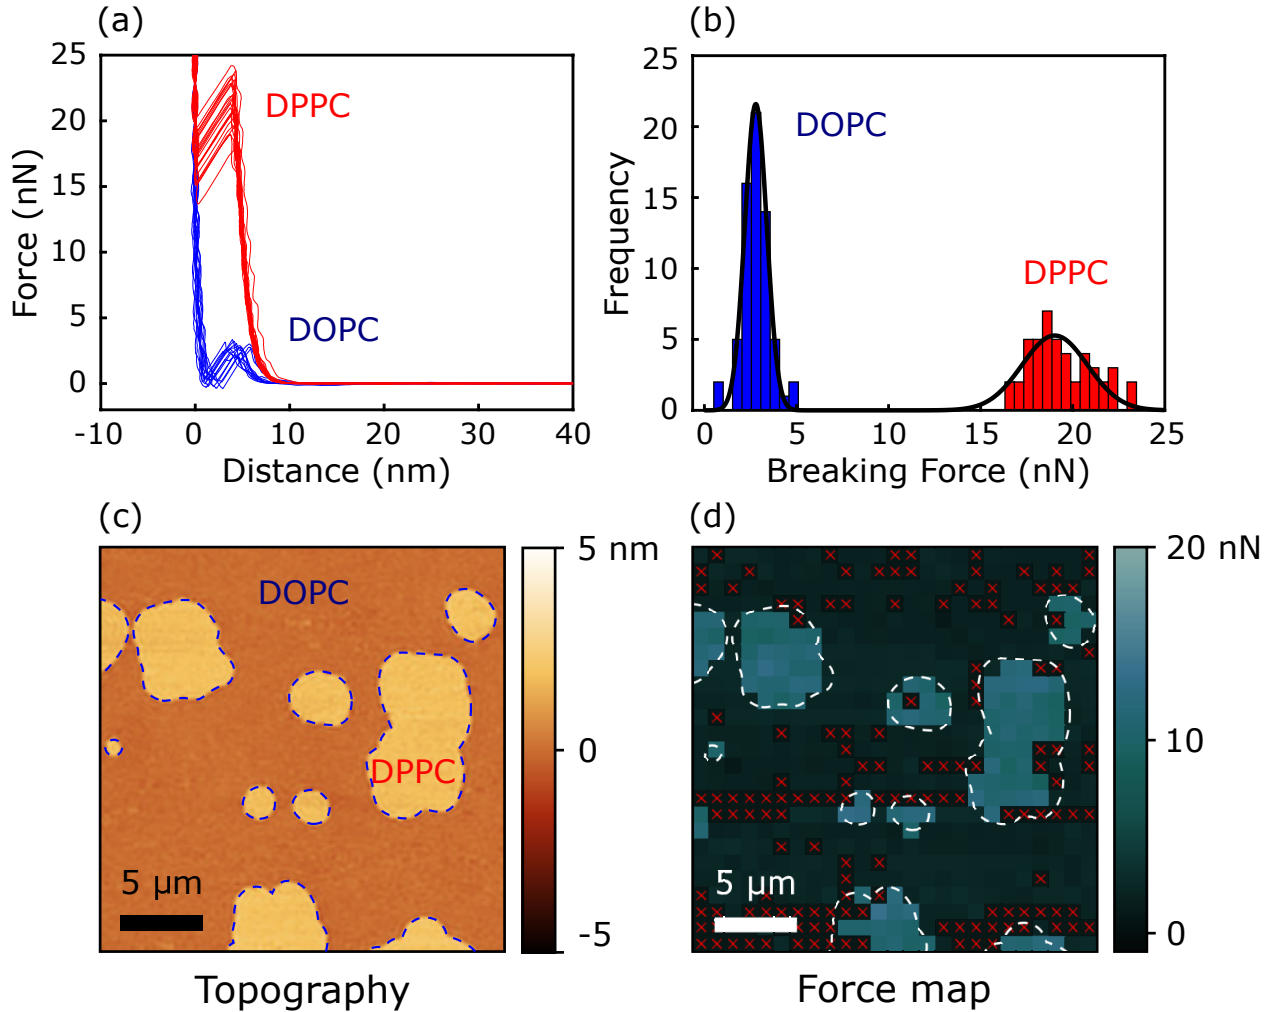 (a)
25
20
15
10
5
0
-10 0 10 20 30 40
Force (nN)
Distance (nm)
DPPC
DOPC
(b)
25
20
15
10
5
0
0 5 10 15 20 25
Frequency
Breaking Force (nN)
DOPC
DPPC
(c)
DOPC
DPPC
5 μm
5 nm
0
-5
Topography
(d)
5 μm
20 nN
10
0
Force map